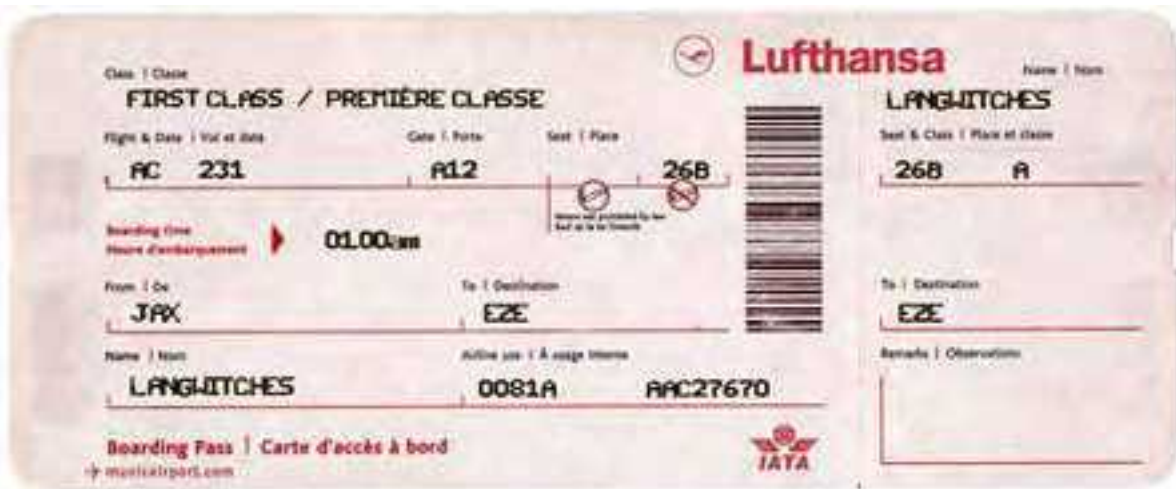 Lufthansa
Class | Classe
FIRST CLASS / PREMIÈRE CLASSE
Flight & Date | Vol et date
Gate | Porte
Seat | Place
AC 231
A12
26B
Boarding time
Heure d'embarquement
01.00am
From | De
To | Destination
JAX
EZE
Name | Nom
Airline use | À usage interne
LANGWITCHES
0081A
AAC27670
Boarding Pass | Carte d'accès à bord
IATA
Name | Nom
LANGWITCHES
Seat & Class | Place et classe
26B A
To | Destination
EZE
Remarks | Observations